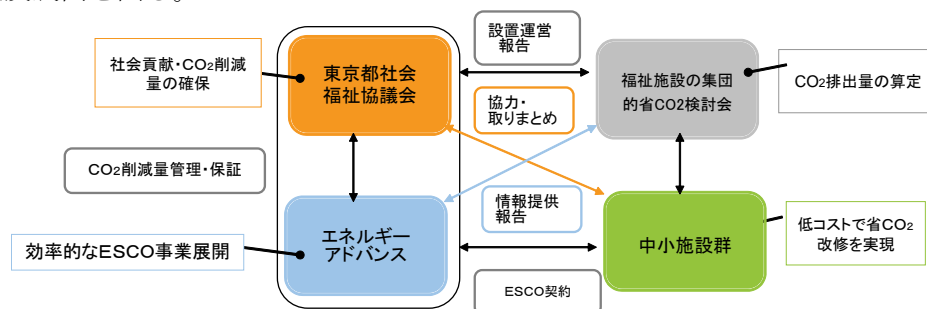 設置運営
報告
社会貢献・CO2削減
量の確保
東京都社会
福祉協議会
福祉施設の集団
的省CO2検討会
CO2排出量の算定
協力・
取りまとめ
CO2削減量管理・保証
情報提供
報告
効率的なESCO事業展開
エネルギー
アドバンス
中小施設群
低コストで省CO2
改修を実現
ESCO契約